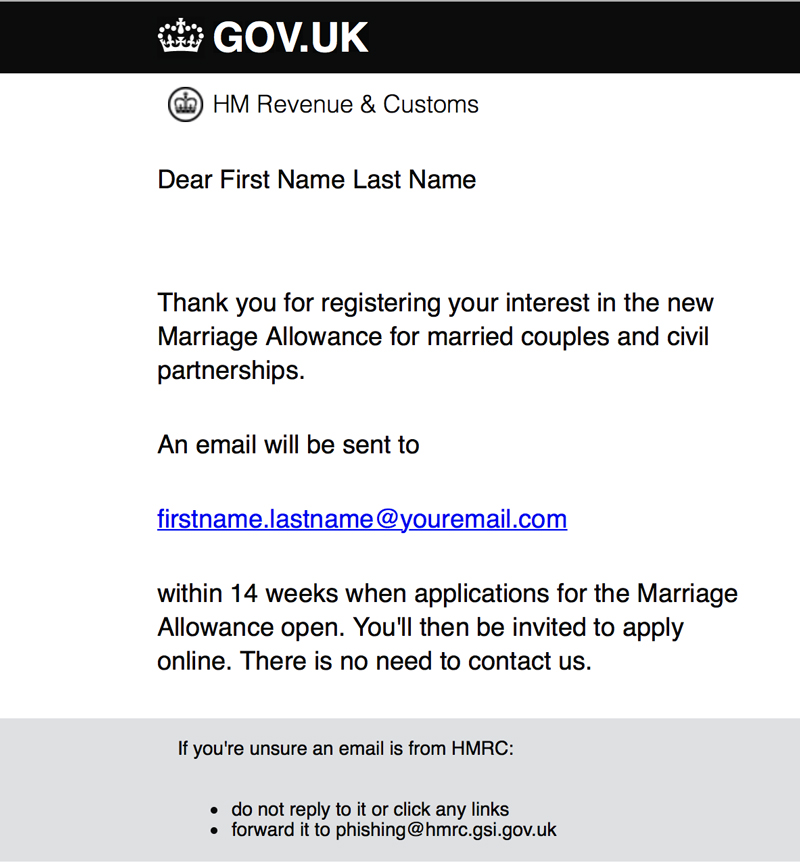 GOV.UK
HM Revenue & Customs
Dear First Name Last Name
Thank you for registering your interest in the new
Marriage Allowance for married couples and civil
partnerships.
An email will be sent to
firstname.lastname@youremail.com
within 14 weeks when applications for the Marriage
Allowance open. You'll then be invited to apply
online. There is no need to contact us.
If you're unsure an email is from HMRC:
• do not reply to it or click any links
• forward it to phishing@hmrc.gsi.gov.uk